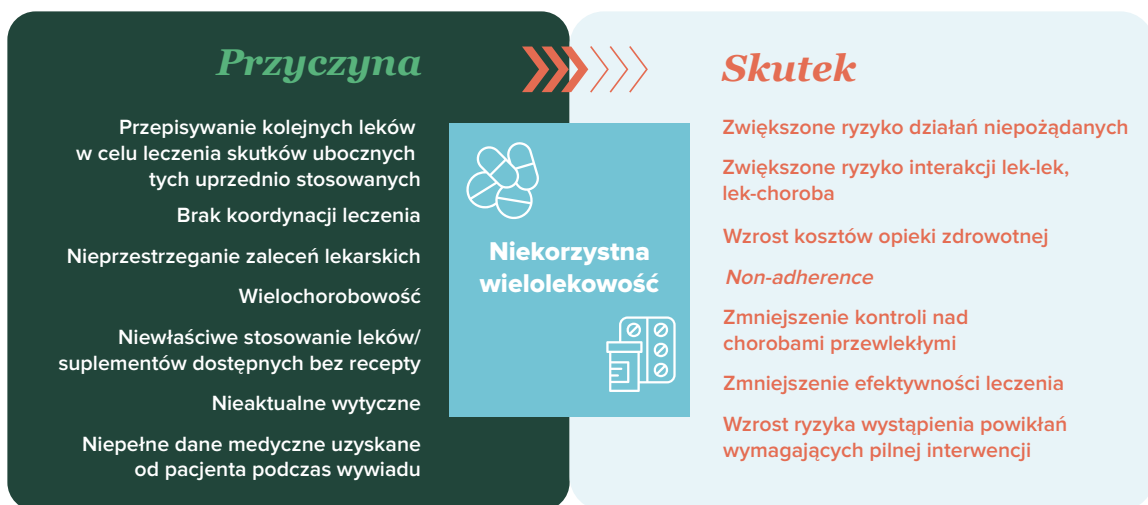 Przyczyna
Przepisywanie kolejnych leków
w celu leczenia skutków ubocznych
tych uprzednio stosowanych
Brak koordynacji leczenia
Nieprzestrzeganie zaleceń lekarskich
Wielochorobowość
Niewłaściwe stosowanie leków/
suplementów dostępnych bez recepty
Nieaktualne wytyczne
Niepełne dane medyczne uzyskane
od pacjenta podczas wywiadu
Niekorzystna
wielolekowość
Skutek
Zwiększone ryzyko działań niepożądanych
Zwiększone ryzyko interakcji lek-lek,
lek-choroba
Wzrost kosztów opieki zdrowotnej
Non-adherence
Zmniejszenie kontroli nad
chorobami przewlekłymi
Zmniejszenie efektywności leczenia
Wzrost ryzyka wystąpienia powikłań
wymagających pilnej interwencji